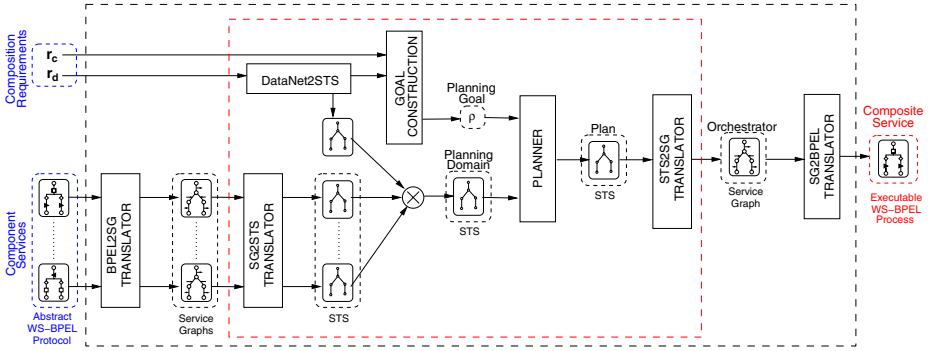 Composition
Requirements
r_c
r_d
DataNet2STS
GOAL
CONSTRUCTION
Planning
Goal
ρ
Planning
Domain
STS
PLANNER
Plan
STS
STS2SG
TRANSLATOR
Orchestrator
Service
Graph
SG2BPEL
TRANSLATOR
Composite
Service
Executable
WS-BPEL
Process
Component
Services
Abstract
WS-BPEL
Protocol
BPEL2SG
TRANSLATOR
Service
Graphs
SG2STS
TRANSLATOR
STS